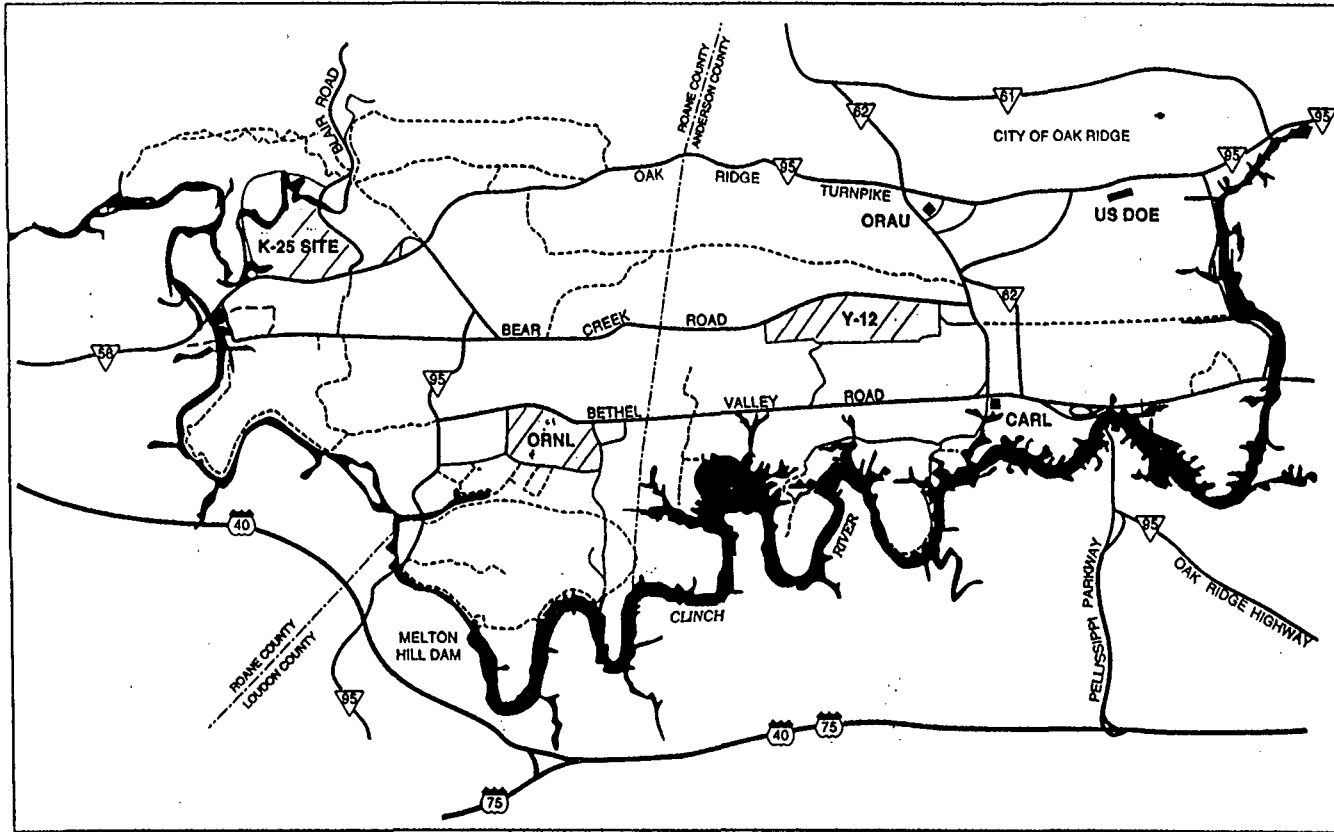 BLAIR ROAD
ROANE COUNTY
ANDERSON COUNTY
62
61
95
CITY OF OAK RIDGE
95
OAK RIDGE 95 TURNPIKE
ORAU
US DOE
K-25 SITE
62
BEAR CREEK ROAD
Y-12
58
95
BETHEL VALLEY ROAD
ORNL
CARL
40
95
RIVER
CLINCH
PELLISSIPPI PARKWAY
OAK RIDGE HIGHWAY
MELTON
HILL DAM
ROANE COUNTY
LOUDON COUNTY
95
40
75
75